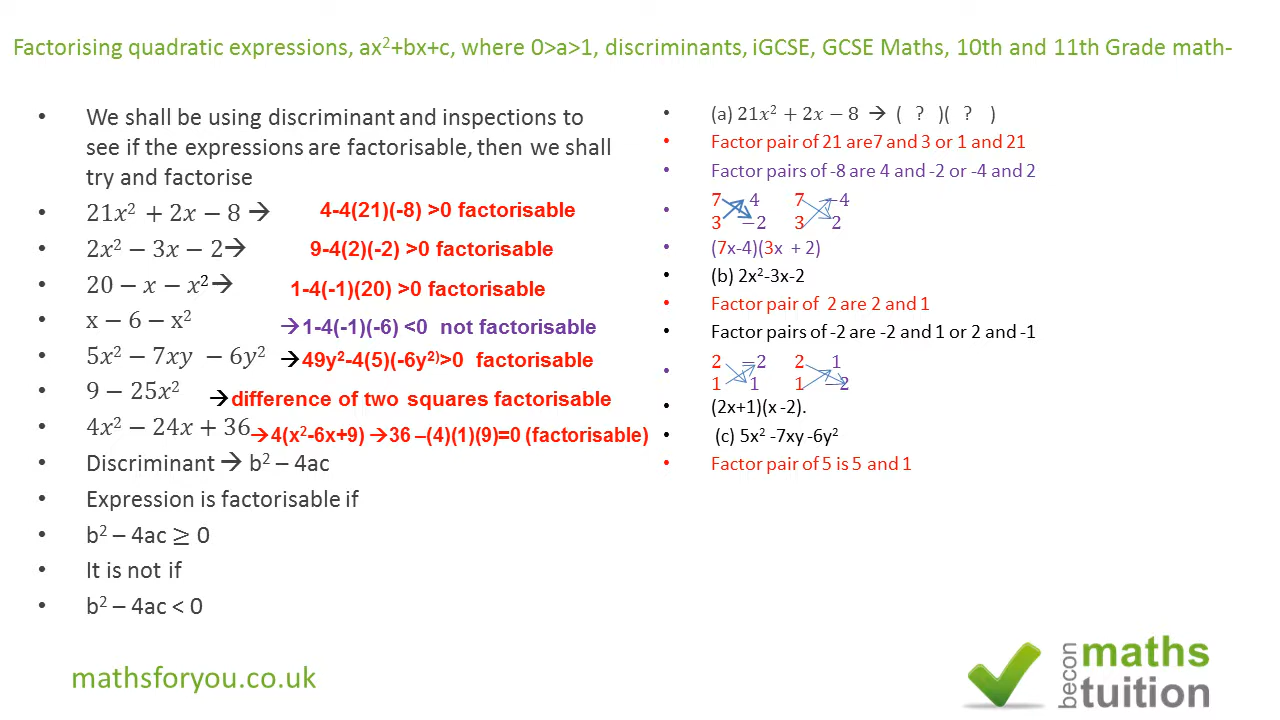 Factorising quadratic expressions, ax²+bx+c, where 0>a>1, discriminants, iGCSE, GCSE Maths, 10th and 11th Grade math-
• We shall be using discriminant and inspections to
see if the expressions are factorisable, then we shall
try and factorise
• 21x² + 2x − 8 → 4-4(21)(-8) >0 factorisable
• 2x² − 3x − 2→ 9-4(2)(-2) >0 factorisable
• 20 − x − x²→ 1-4(-1)(20) >0 factorisable
• x − 6 − x² →1-4(-1)(-6) <0 not factorisable
• 5x² − 7xy − 6y² →49y²-4(5)(-6y²⁾>0 factorisable
• 9 − 25x² →difference of two squares factorisable
• 4x² − 24x + 36→4(x²-6x+9) →36 –(4)(1)(9)=0 (factorisable)
• Discriminant → b² – 4ac
• Expression is factorisable if
• b² – 4ac ≥ 0
• It is not if
• b² – 4ac < 0
• (a) 21x² + 2x − 8 → ( ? )( ? )
• Factor pair of 21 are7 and 3 or 1 and 21
• Factor pairs of -8 are 4 and -2 or -4 and 2
• 7 4 7 −4
3 −2 3 2
• (7x-4)(3x + 2)
• (b) 2x²-3x-2
• Factor pair of 2 are 2 and 1
• Factor pairs of -2 are -2 and 1 or 2 and -1
• 2 −2 2 1
1 1 1 −2
• (2x+1)(x -2).
• (c) 5x² -7xy -6y²
• Factor pair of 5 is 5 and 1
mathsforyou.co.uk
becon maths tuition